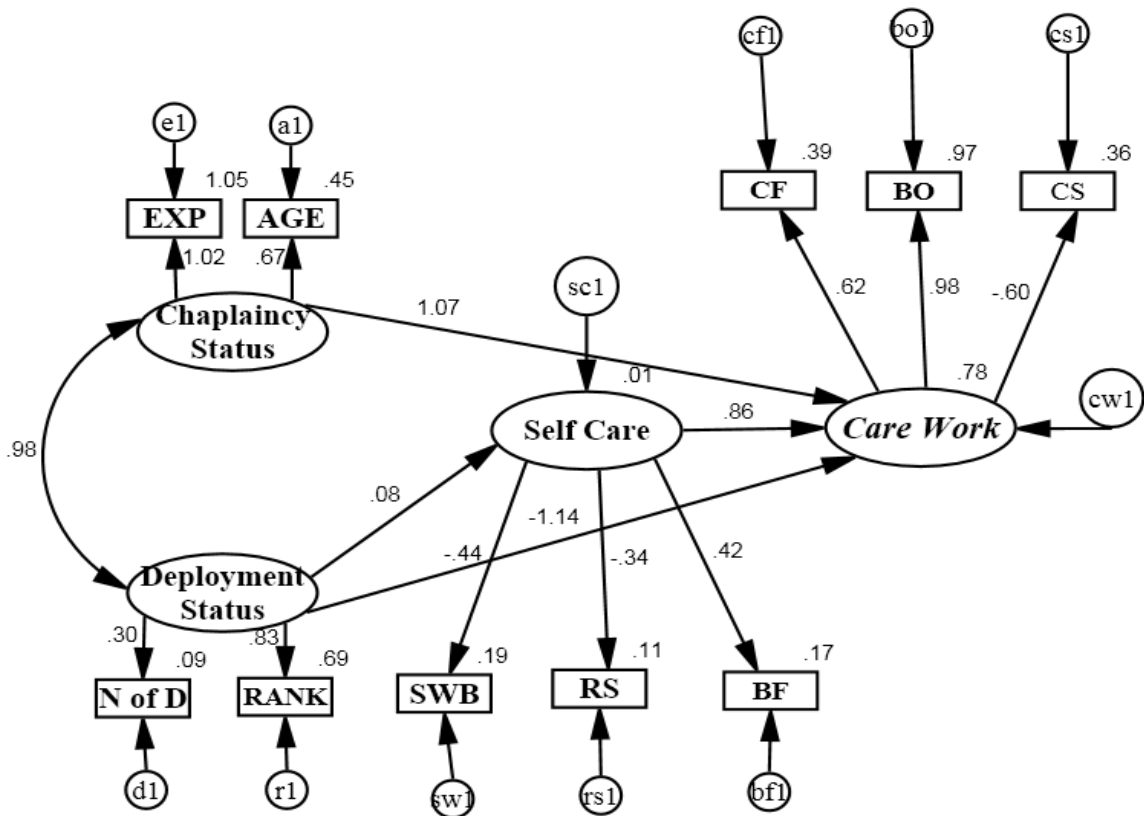 cf1
bo1
cs1
e1
a1
.39
.97
.36
1.05
.45
CF
BO
CS
EXP
AGE
1.02
.67
sc1
.62
.98
-.60
1.07
Chaplaincy
Status
.01
.78
cw1
Self Care
.86
Care Work
.98
.08
-1.14
-.44
-.34
.42
Deployment
Status
.30
.83
.09
.69
.19
.11
.17
N of D
RANK
SWB
RS
BF
d1
r1
sw1
rs1
bf1